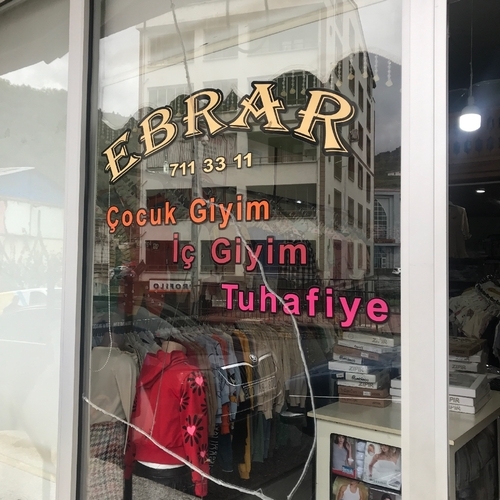 EBRAR
711 33 11
Çocuk Giyim
İç Giyim
Tuhafiye